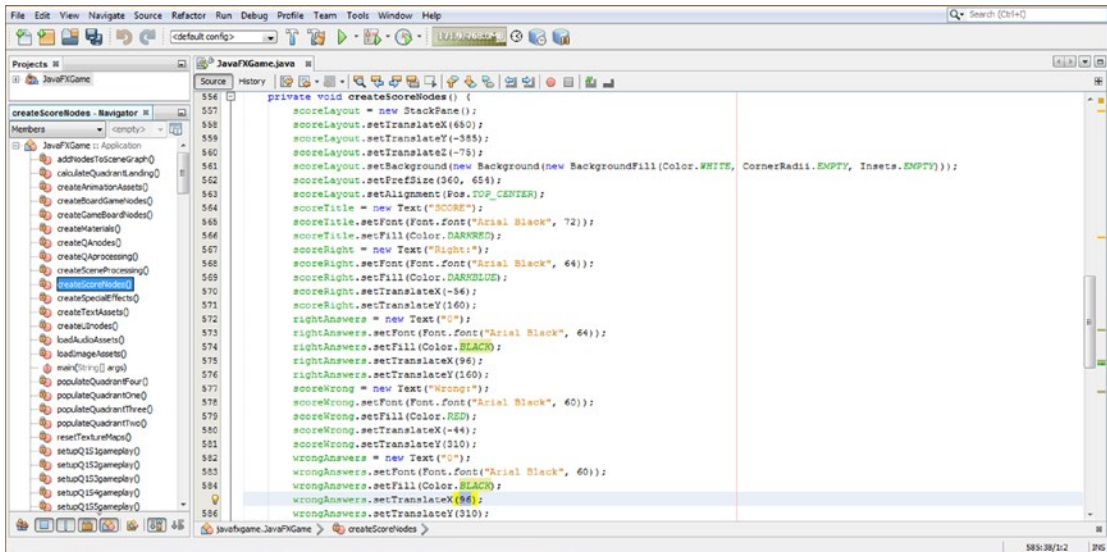 File Edit View Navigate Source Refactor Run Debug Profile Team Tools Window Help
Search (Ctrl+I)
<default config>
Projects
JavaFXGame
createScoreNodes - Navigator
Members
<empty>
JavaFXGame :: Application
addNodesToSceneGraph()
calculateQuadrantLanding()
createAnimationAssets()
createBoardGameNodes()
createGameBoardNodes()
createMaterials()
createQAnodes()
createQAprocessing()
createSceneProcessing()
createScoreNodes()
createSpecialEffects()
createTextAssets()
createUInodes()
loadAudioAssets()
loadImageAssets()
main(String[] args)
populateQuadrantFour()
populateQuadrantOne()
populateQuadrantThree()
populateQuadrantTwo()
resetTextureMaps()
setupQ1S1gameplay()
setupQ1S2gameplay()
setupQ1S3gameplay()
setupQ1S4gameplay()
setupQ1S5gameplay()
JavaFXGame.java
Source History
556 private void createScoreNodes() {
557 scoreLayout = new StackPane();
558 scoreLayout.setTranslateX(650);
559 scoreLayout.setTranslateY(-385);
560 scoreLayout.setTranslateZ(-75);
561 scoreLayout.setBackground(new Background(new BackgroundFill(Color.WHITE, CornerRadii.EMPTY, Insets.EMPTY)));
562 scoreLayout.setPrefSize(360, 654);
563 scoreLayout.setAlignment(Pos.TOP_CENTER);
564 scoreTitle = new Text("SCORE");
565 scoreTitle.setFont(Font.font("Arial Black", 72));
566 scoreTitle.setFill(Color.DARKRED);
567 scoreRight = new Text("Right:");
568 scoreRight.setFont(Font.font("Arial Black", 64));
569 scoreRight.setFill(Color.DARKBLUE);
570 scoreRight.setTranslateX(-56);
571 scoreRight.setTranslateY(160);
572 rightAnswers = new Text("0");
573 rightAnswers.setFont(Font.font("Arial Black", 64));
574 rightAnswers.setFill(Color.BLACK);
575 rightAnswers.setTranslateX(96);
576 rightAnswers.setTranslateY(160);
577 scoreWrong = new Text("Wrong:");
578 scoreWrong.setFont(Font.font("Arial Black", 60));
579 scoreWrong.setFill(Color.RED);
580 scoreWrong.setTranslateX(-44);
581 scoreWrong.setTranslateY(310);
582 wrongAnswers = new Text("0");
583 wrongAnswers.setFont(Font.font("Arial Black", 60));
584 wrongAnswers.setFill(Color.BLACK);
wrongAnswers.setTranslateX(96);
586 wrongAnswers.setTranslateY(310);
javafxgame.JavaFXGame
createScoreNodes
585:38/1:2 INS